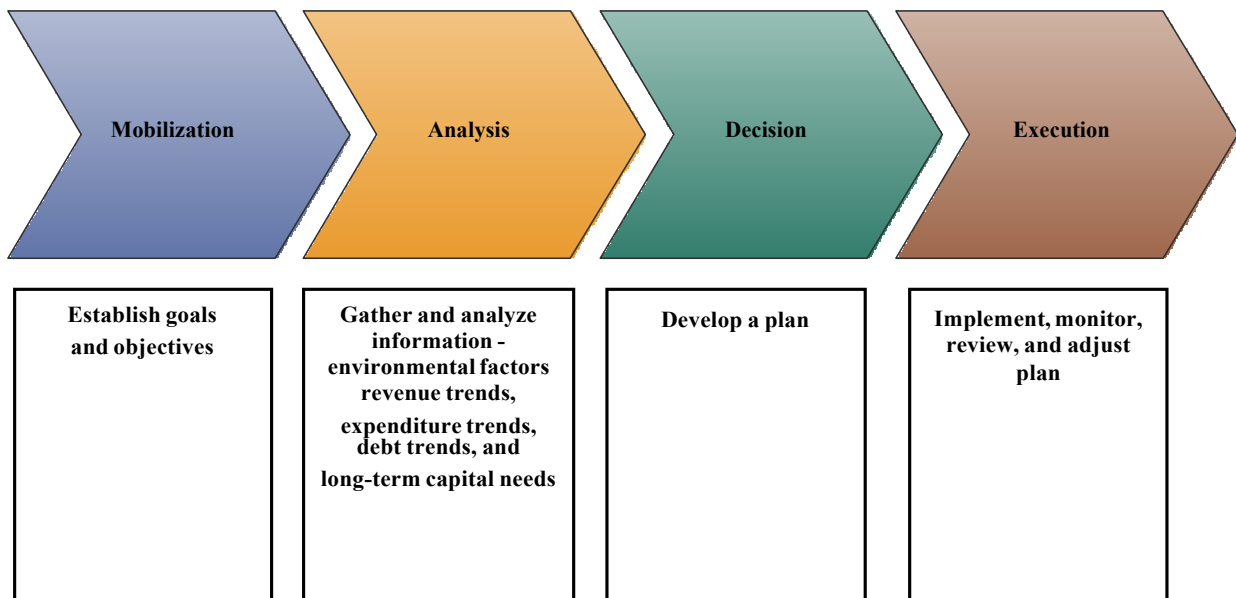 Mobilization
Analysis
Decision
Execution
Establish goals
and objectives
Gather and analyze
information -
environmental factors
revenue trends,
expenditure trends,
debt trends, and
long-term capital needs
Develop a plan
Implement, monitor,
review, and adjust
plan